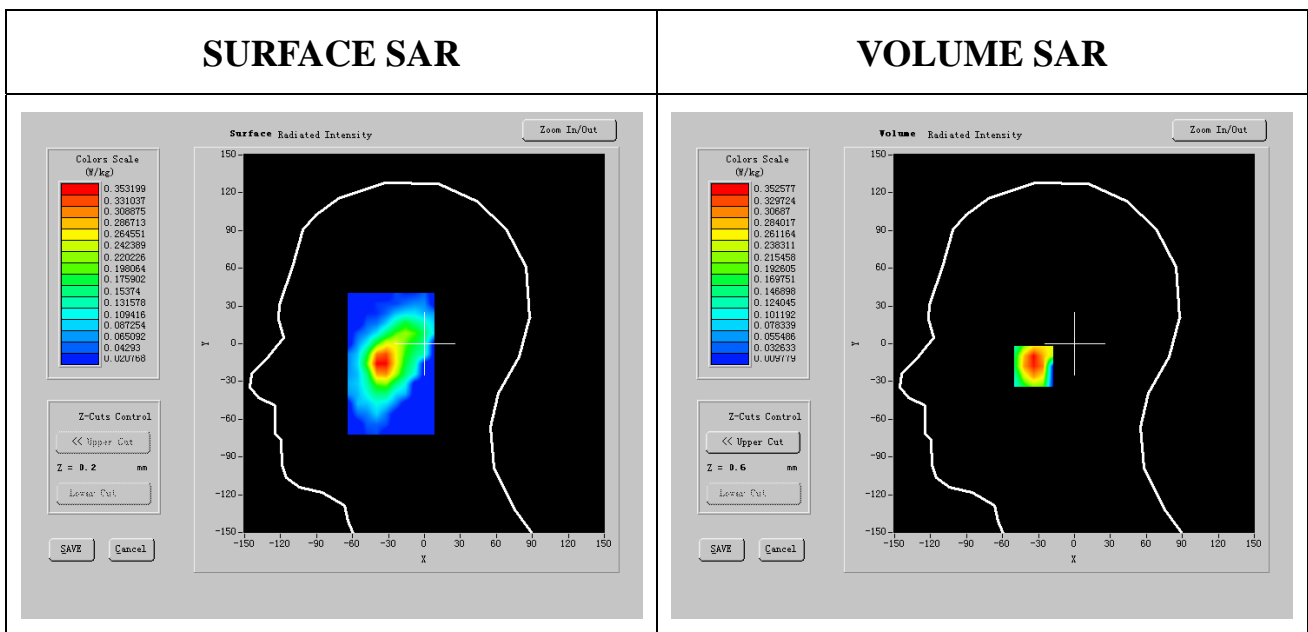 SURFACE SAR
VOLUME SAR
Surface Radiated Intensity
Zoom In/Out
Colors Scale
(W/kg)
0.353199
0.331037
0.308875
0.286713
0.264551
0.242389
0.220226
0.198064
0.175902
0.15374
0.131578
0.109416
0.087254
0.065092
0.04293
0.020768
Z-Cuts Control
<< Upper Cut
Z = 0.2 mm
Lower Cut
SAVE
Cancel
150
120
90
60
30
0
-30
-60
-90
-120
-150
Y
-150 -120 -90 -60 -30 0 30 60 90 120 150
X
Volume Radiated Intensity
Zoom In/Out
Colors Scale
(W/kg)
0.352577
0.329724
0.30687
0.284017
0.261164
0.238311
0.215458
0.192605
0.169751
0.146898
0.124045
0.101192
0.078339
0.055486
0.032633
0.009779
Z-Cuts Control
<< Upper Cut
Z = 0.6 mm
Lower Cut
SAVE
Cancel
150
120
90
60
30
0
-30
-60
-90
-120
-150
Y
-150 -120 -90 -60 -30 0 30 60 90 120 150
X